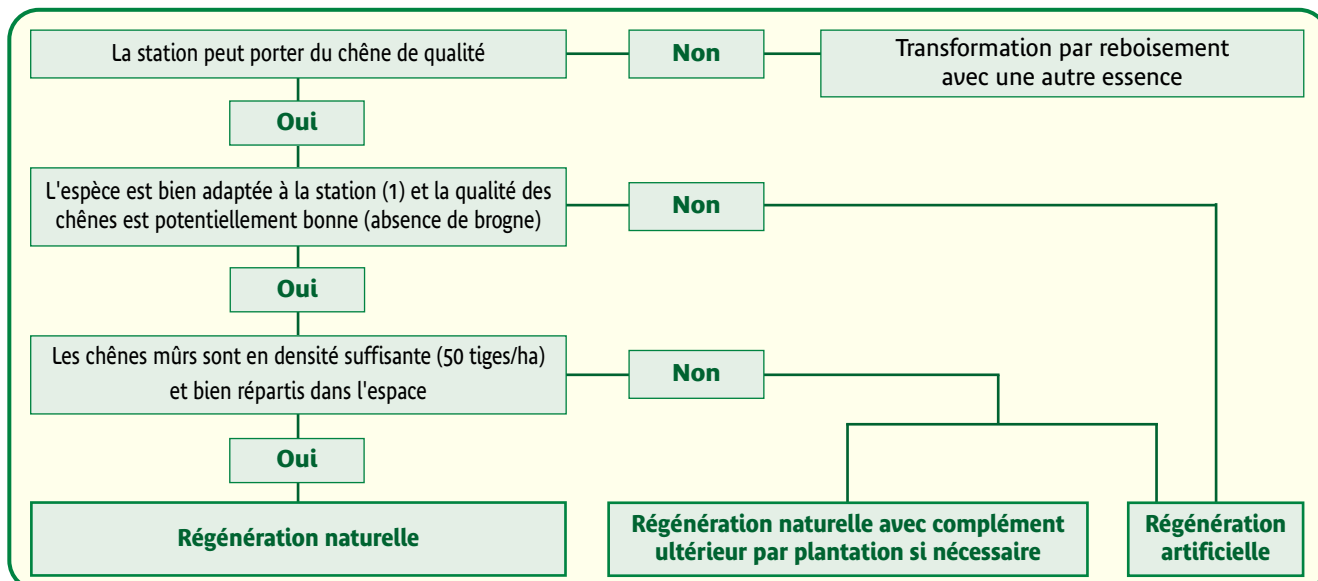 La station peut porter du chêne de qualité
Non
Transformation par reboisement
avec une autre essence
Oui
L'espèce est bien adaptée à la station (1) et la qualité des
chênes est potentiellement bonne (absence de brogne)
Non
Oui
Les chênes mûrs sont en densité suffisante (50 tiges/ha)
et bien répartis dans l'espace
Non
Oui
Régénération naturelle
Régénération naturelle avec complément
ultérieur par plantation si nécessaire
Régénération
artificielle